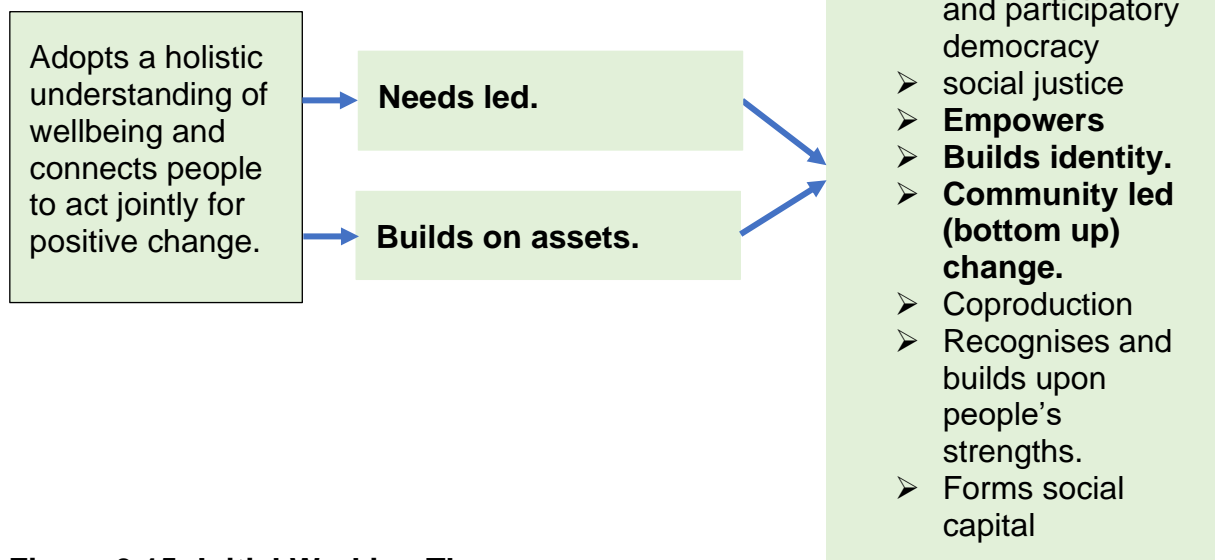 Adopts a holistic
understanding of
wellbeing and
connects people
to act jointly for
positive change.
Needs led.
Builds on assets.
and participatory
democracy
➢ social justice
➢ Empowers
➢ Builds identity.
➢ Community led
(bottom up)
change.
➢ Coproduction
➢ Recognises and
builds upon
people's
strengths.
➢ Forms social
capital